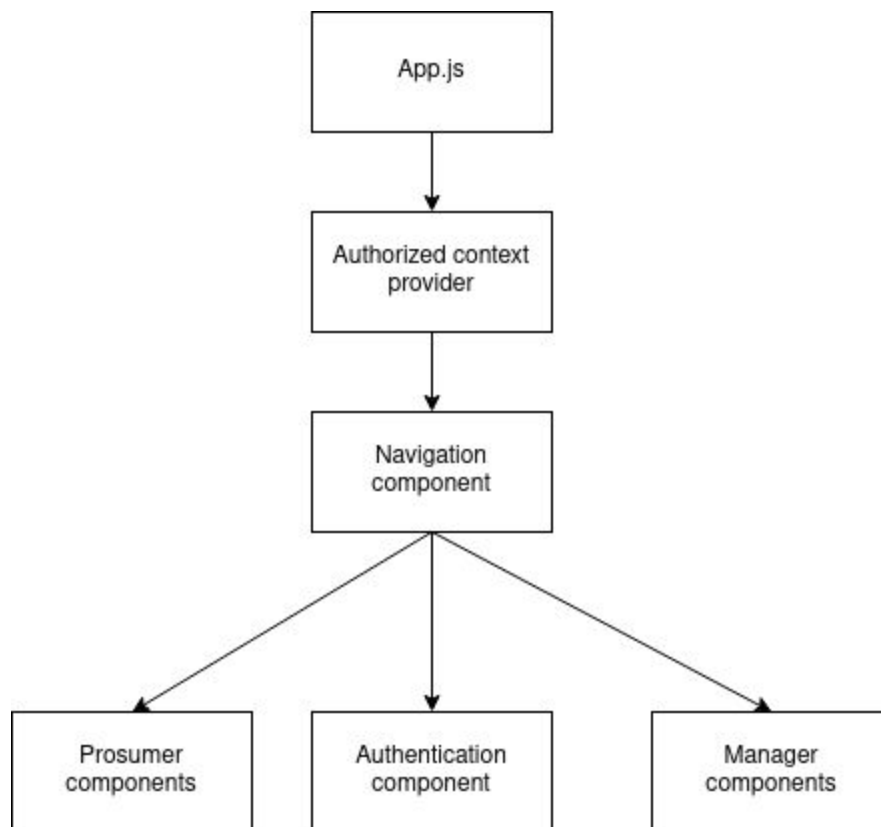 App.js
Authorized context
provider
Navigation
component
Prosumer
components
Authentication
component
Manager
components